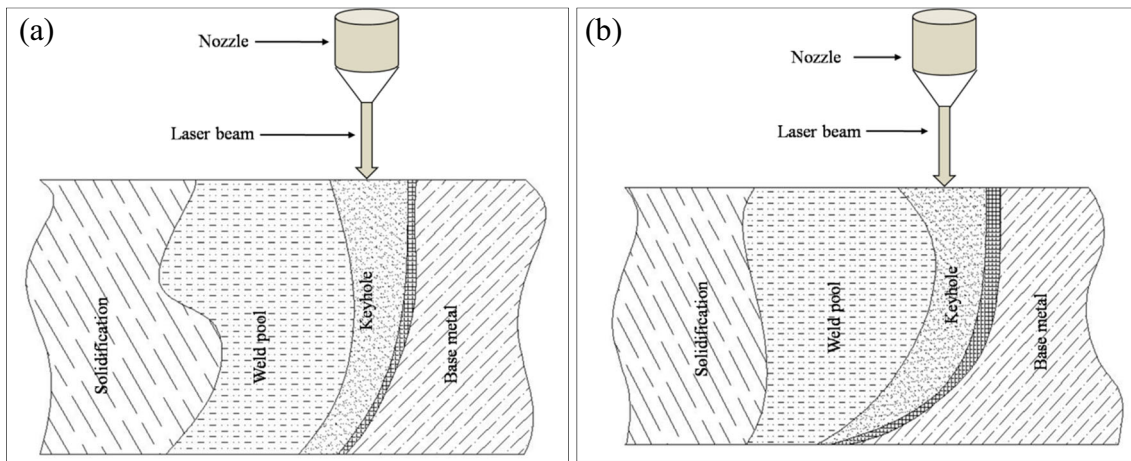 (a)
Nozzle
Laser beam
Solidification
Weld pool
Keyhole
Base metal
(b)
Nozzle
Laser beam
Solidification
Weld pool
Keyhole
Base metal